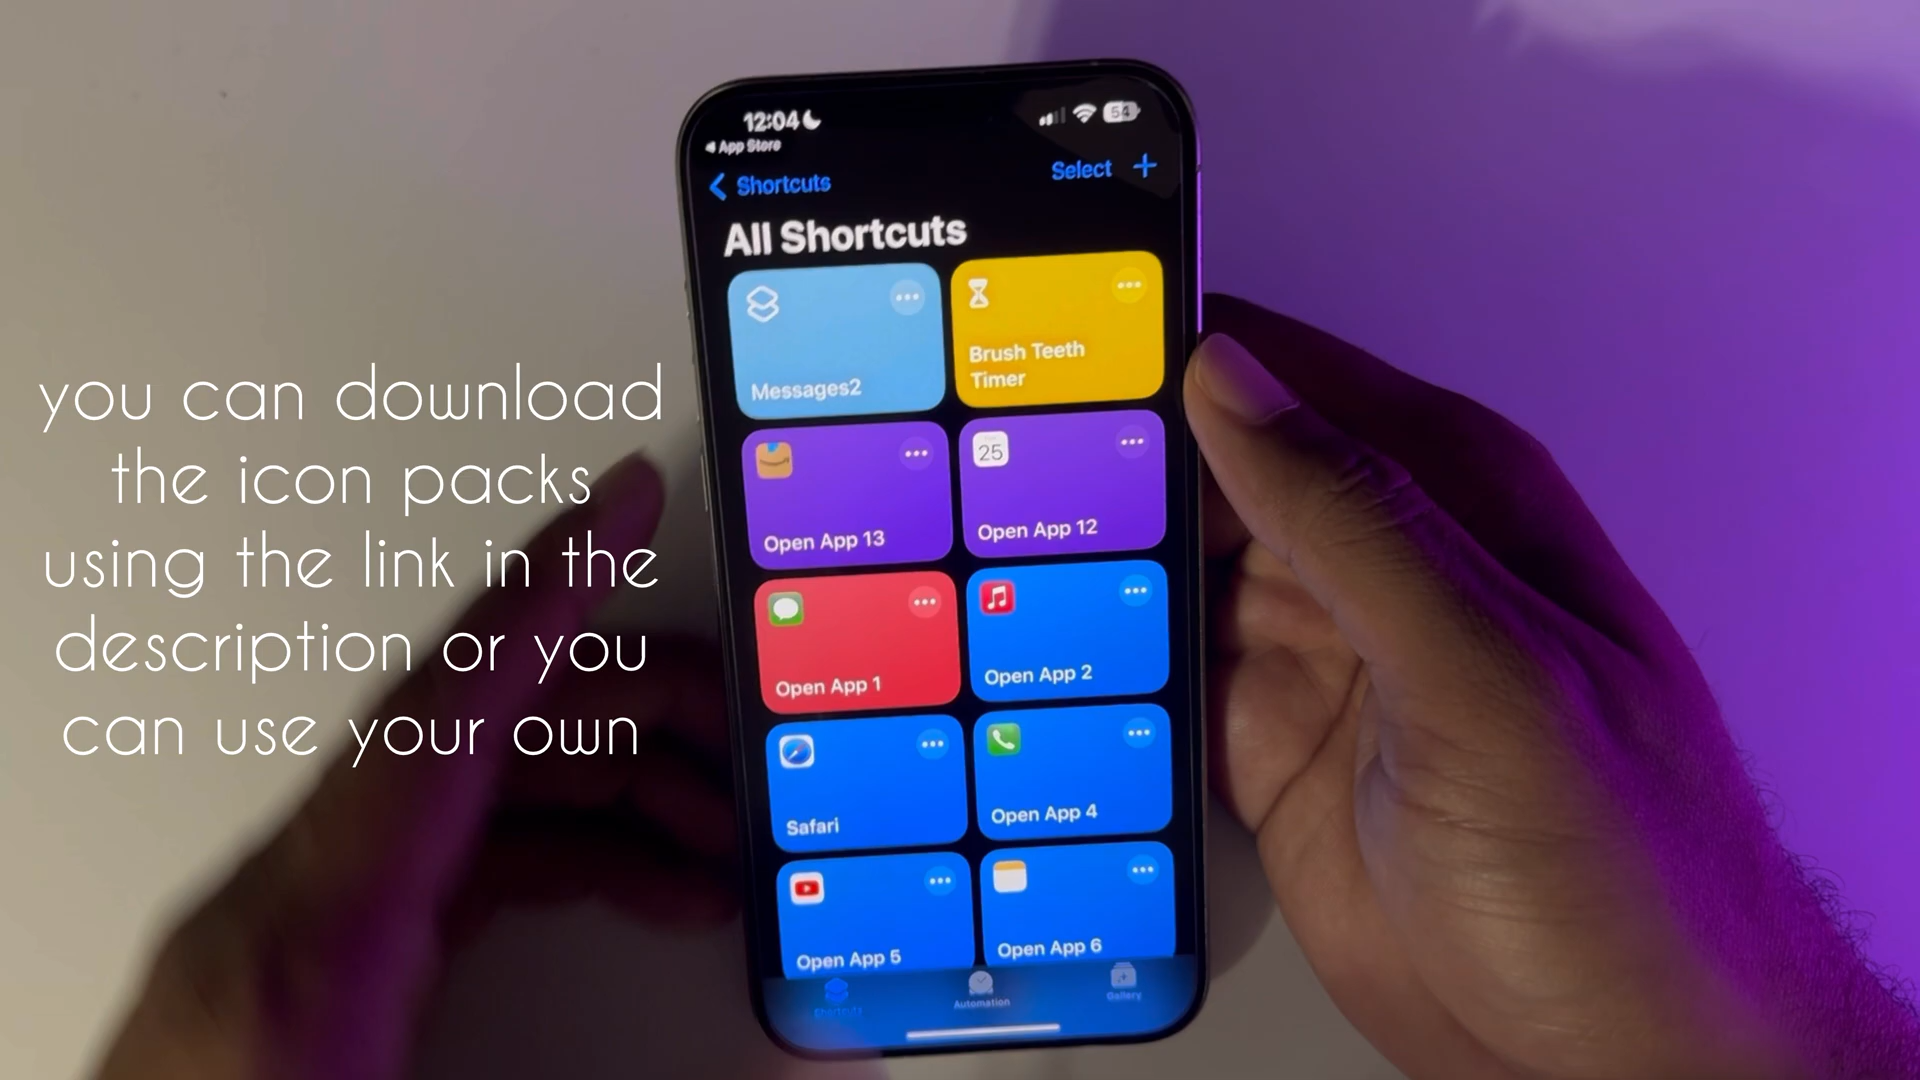 you can download
the icon packs
using the link in the
description or you
can use your own
12:04
54
App Store
Shortcuts
Select +
All Shortcuts
Messages2
Brush Teeth
Timer
25
Open App 13
Open App 12
Open App 1
Open App 2
Safari
Open App 4
Open App 5
Open App 6
Shortcuts
Automation
Gallery